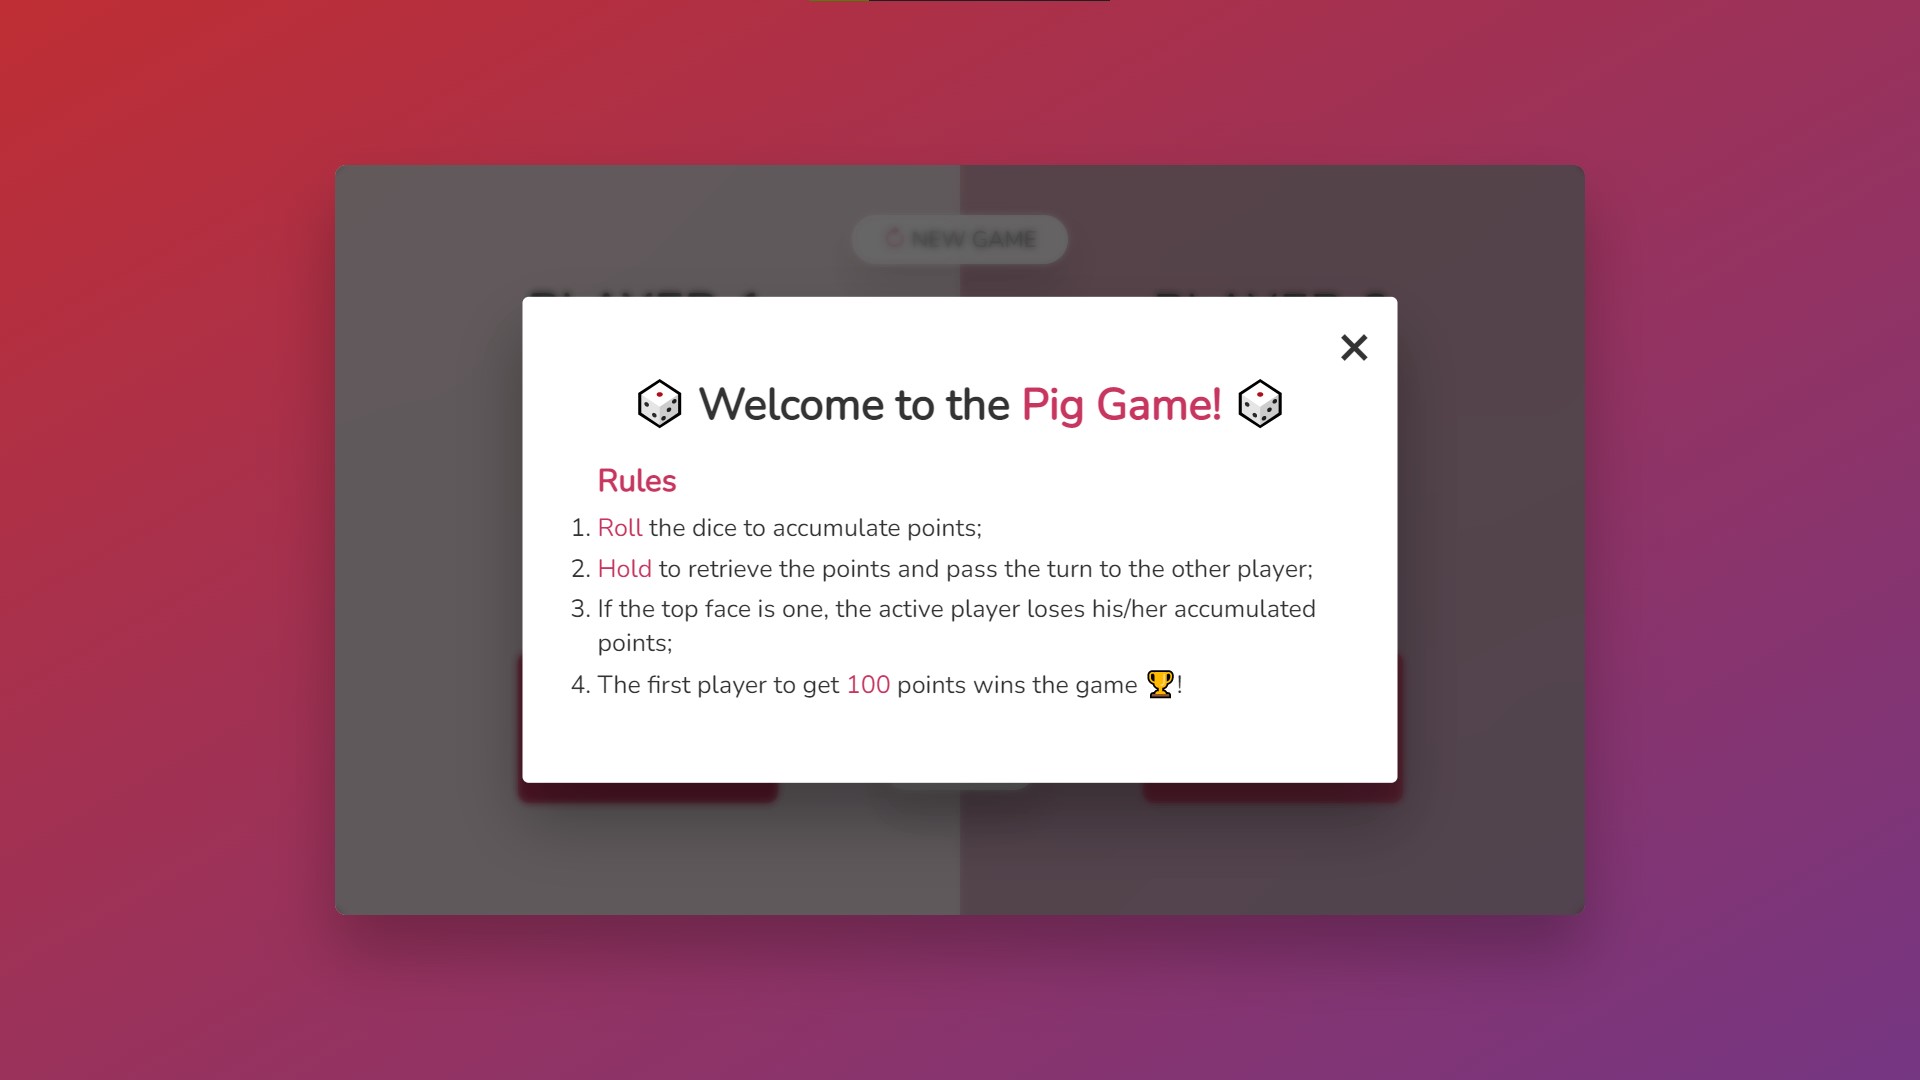 NEW GAME
Welcome to the Pig Game!
Rules
1. Roll the dice to accumulate points;
2. Hold to retrieve the points and pass the turn to the other player;
3. If the top face is one, the active player loses his/her accumulated
points;
4. The first player to get 100 points wins the game 🏆!